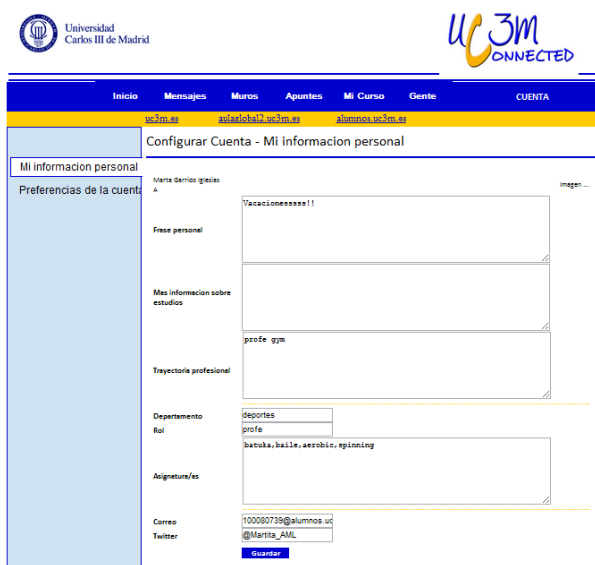 Universidad
Carlos III de Madrid
UC3M
CONNECTED
Inicio Mensajes Muros Apuntes Mi Curso Gente CUENTA
uc3m.es aulaglobal2.uc3m.es alumnos.uc3m.es
Configurar Cuenta - Mi informacion personal
Mi informacion personal
Preferencias de la cuenta
Marta Garrido Iglesias
A
Imagen ...
Frase personal
Vacacionesssss!!
Mas informacion sobre
estudios
Trayectoria profesional
profe gym
Departamento deportes
Rol profe
Asignatura/es
batuka,baile,aerobic,spinning
Correo 100080739@alumnos.uc
Twitter @Martita_AML
Guardar